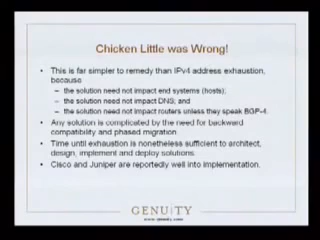 Chicken Little was Wrong!
• This is far simpler to remedy than IPv4 address exhaustion,
because
– the solution need not impact end systems (hosts);
– the solution need not impact DNS; and
– the solution need not impact routers unless they speak BGP-4.
• Any solution is complicated by the need for backward
compatibility and phased migration
• Time until exhaustion is nonetheless sufficient to architect,
design, implement and deploy solutions.
• Cisco and Juniper are reportedly well into implementation.
GENUITY
www.genuity.com